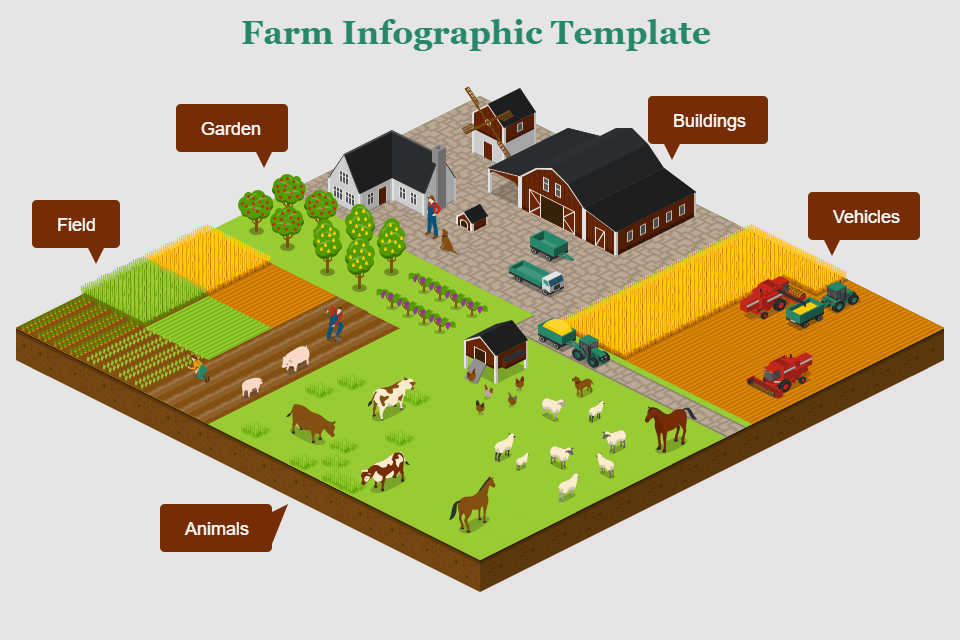 Farm Infographic Template
Garden
Buildings
Field
Vehicles
Animals